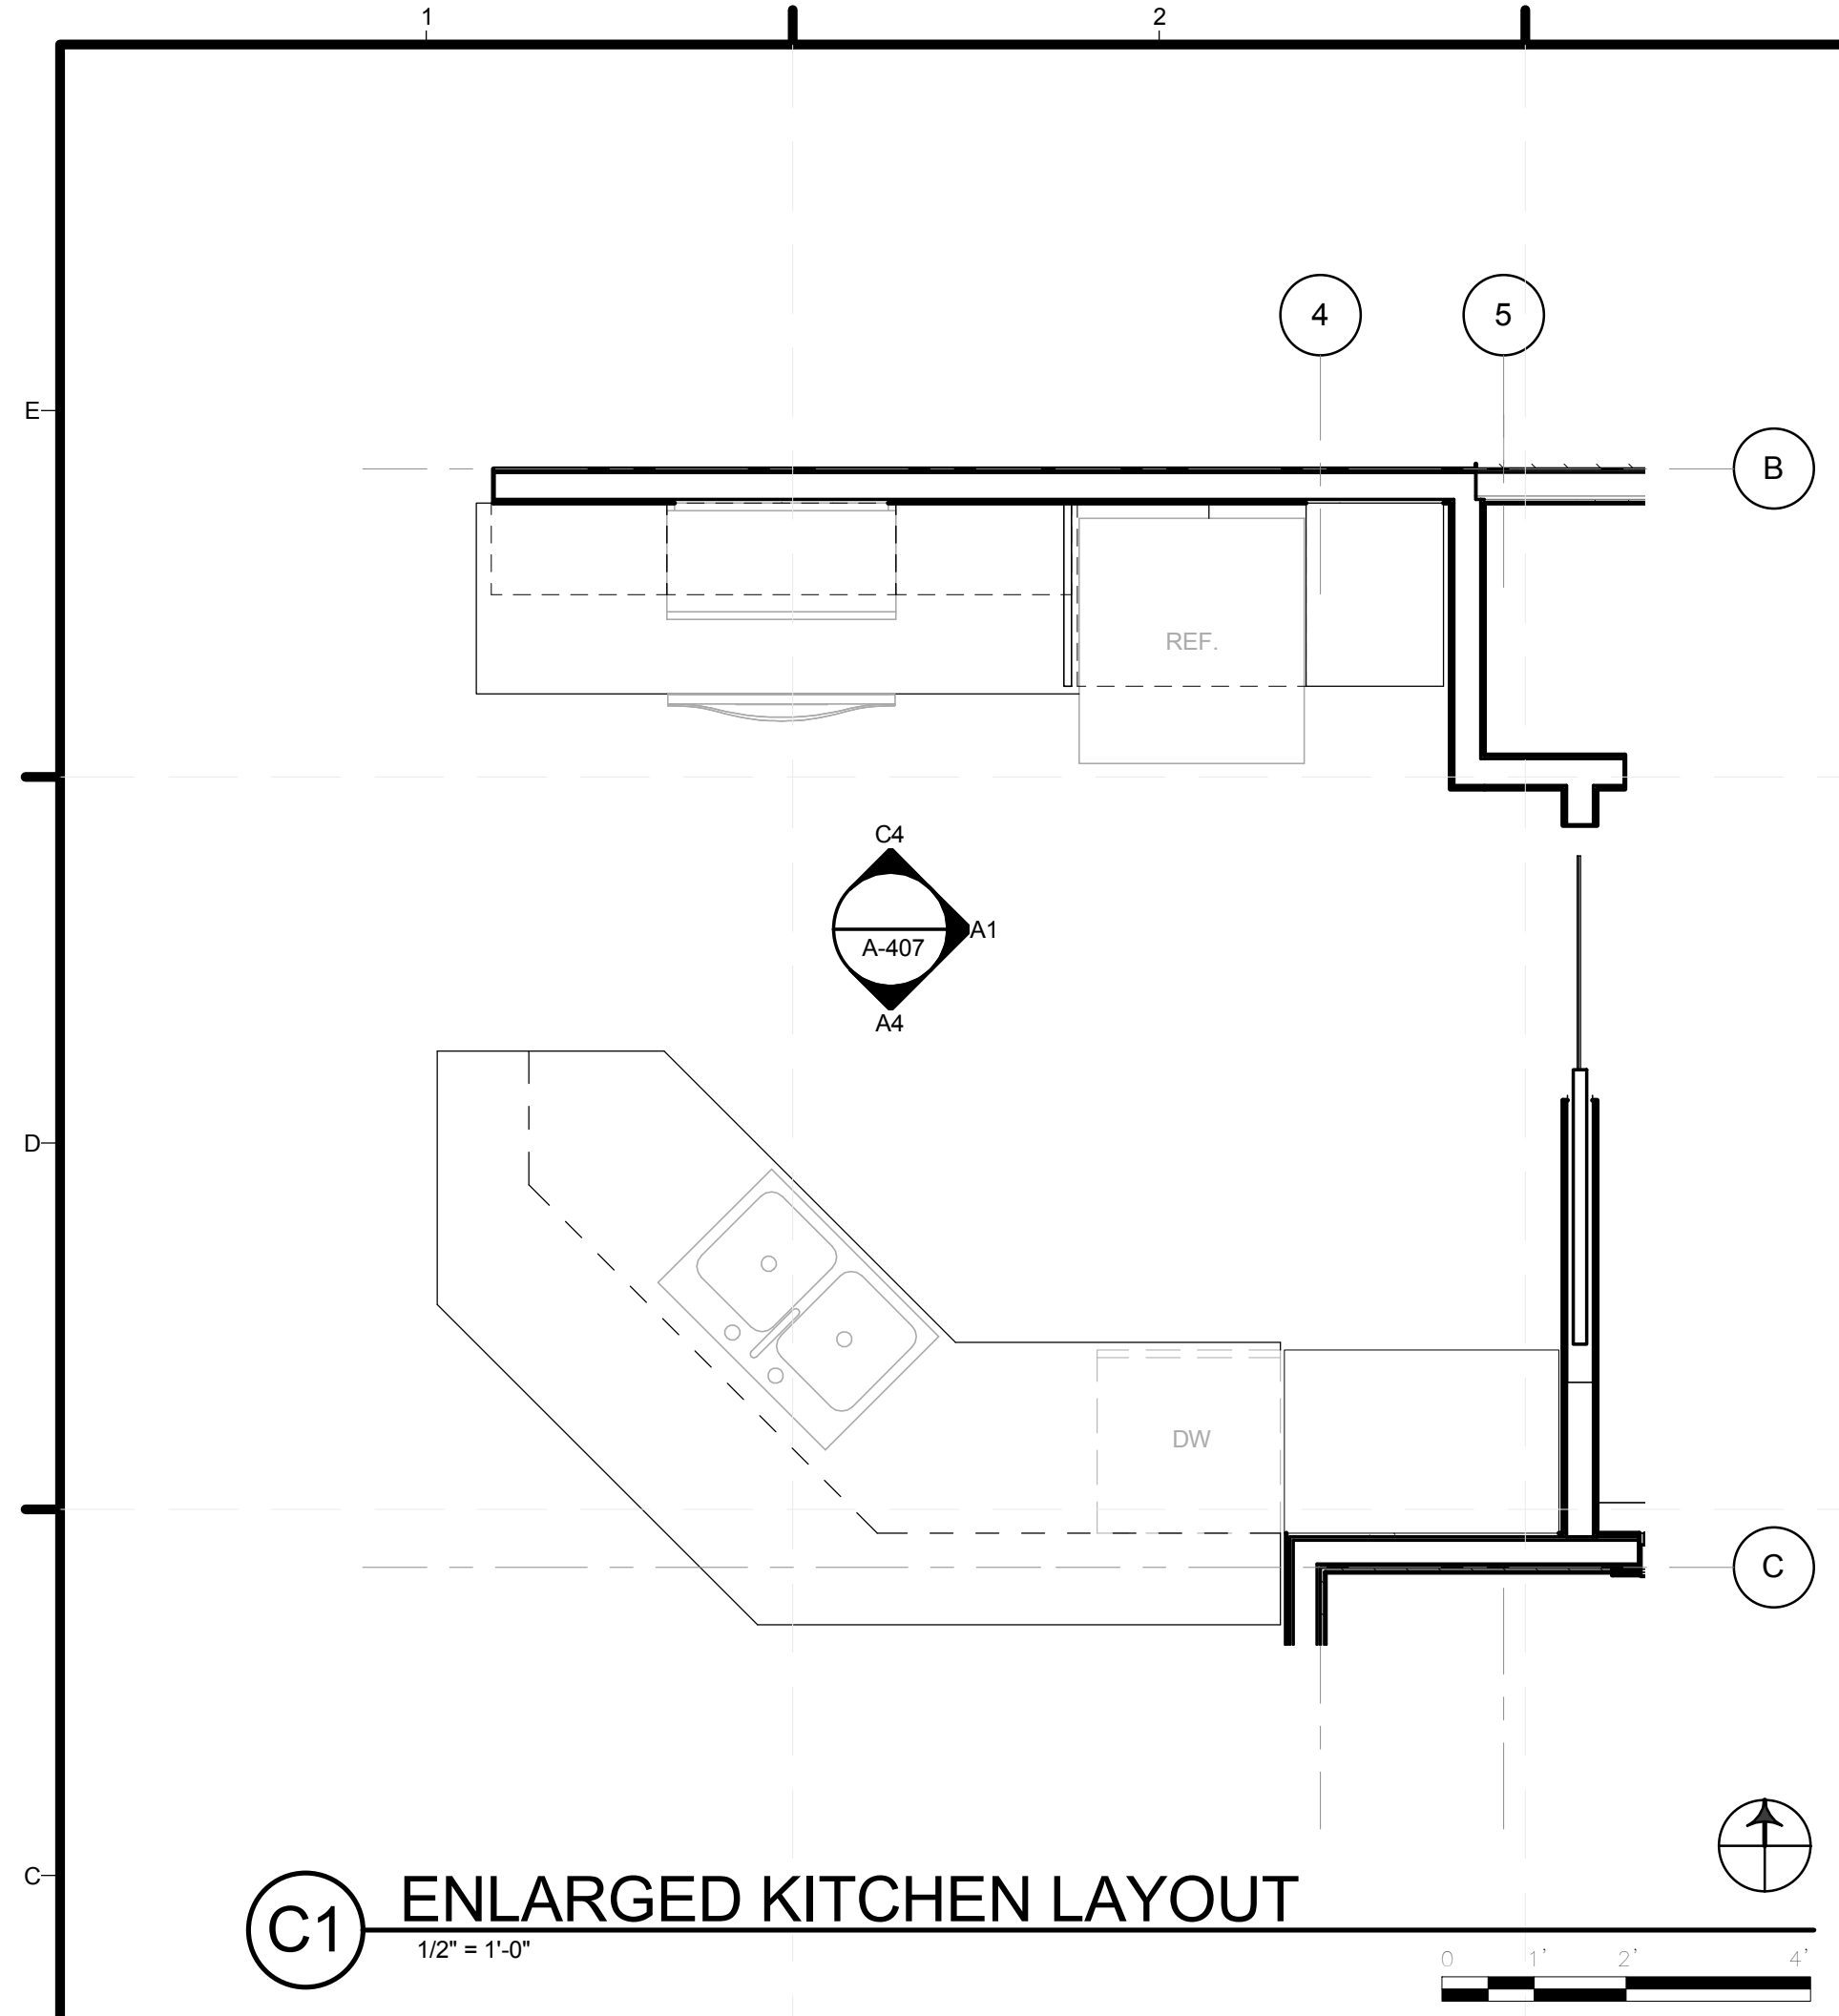 1
2
4
5
E
B
REF.
C4
A-407
A1
A4
D
DW
C
C
C1
ENLARGED KITCHEN LAYOUT
1/2" = 1'-0"
0 1' 2' 4'